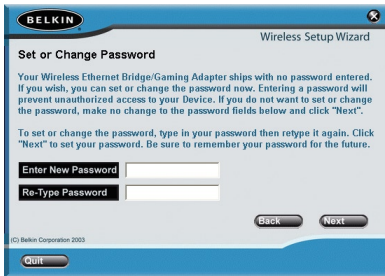 BELKIN
Wireless Setup Wizard
Set or Change Password
Your Wireless Ethernet Bridge/Gaming Adapter ships with no password entered.
If you wish, you can set or change the password now. Entering a password will
prevent unauthorized access to your Device. If you do not want to set or change
the password, make no change to the password fields below and click "Next".
To set or change the password, type in your password then retype it again. Click
"Next" to set your password. Be sure to remember your password for the future.
Enter New Password
Re-Type Password
Back Next
(C) Belkin Corporation 2003
Quit